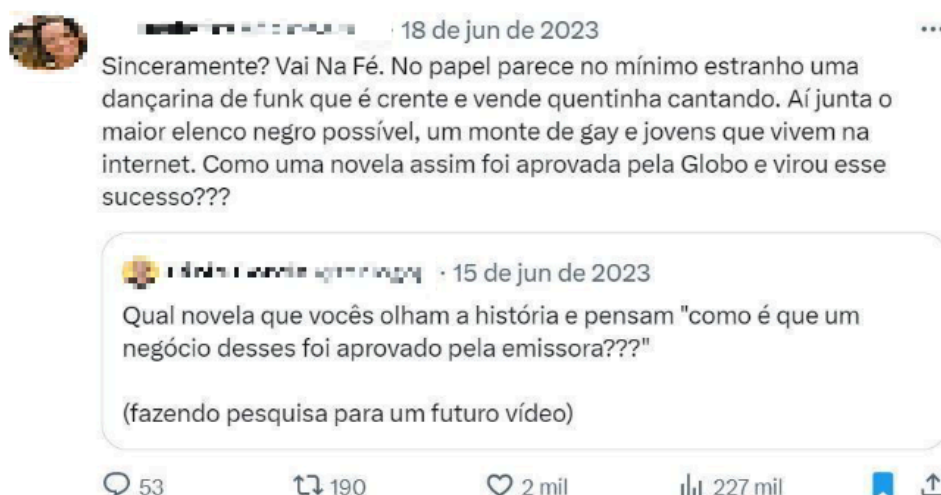 · 18 de jun de 2023
Sinceramente? Vai Na Fé. No papel parece no mínimo estranho uma
dançarina de funk que é crente e vende quentinha cantando. Aí junta o
maior elenco negro possível, um monte de gay e jovens que vivem na
internet. Como uma novela assim foi aprovada pela Globo e virou esse
sucesso???
· 15 de jun de 2023
Qual novela que vocês olham a história e pensam "como é que um
negócio desses foi aprovado pela emissora???"
(fazendo pesquisa para um futuro vídeo)
53 190 2 mil 227 mil